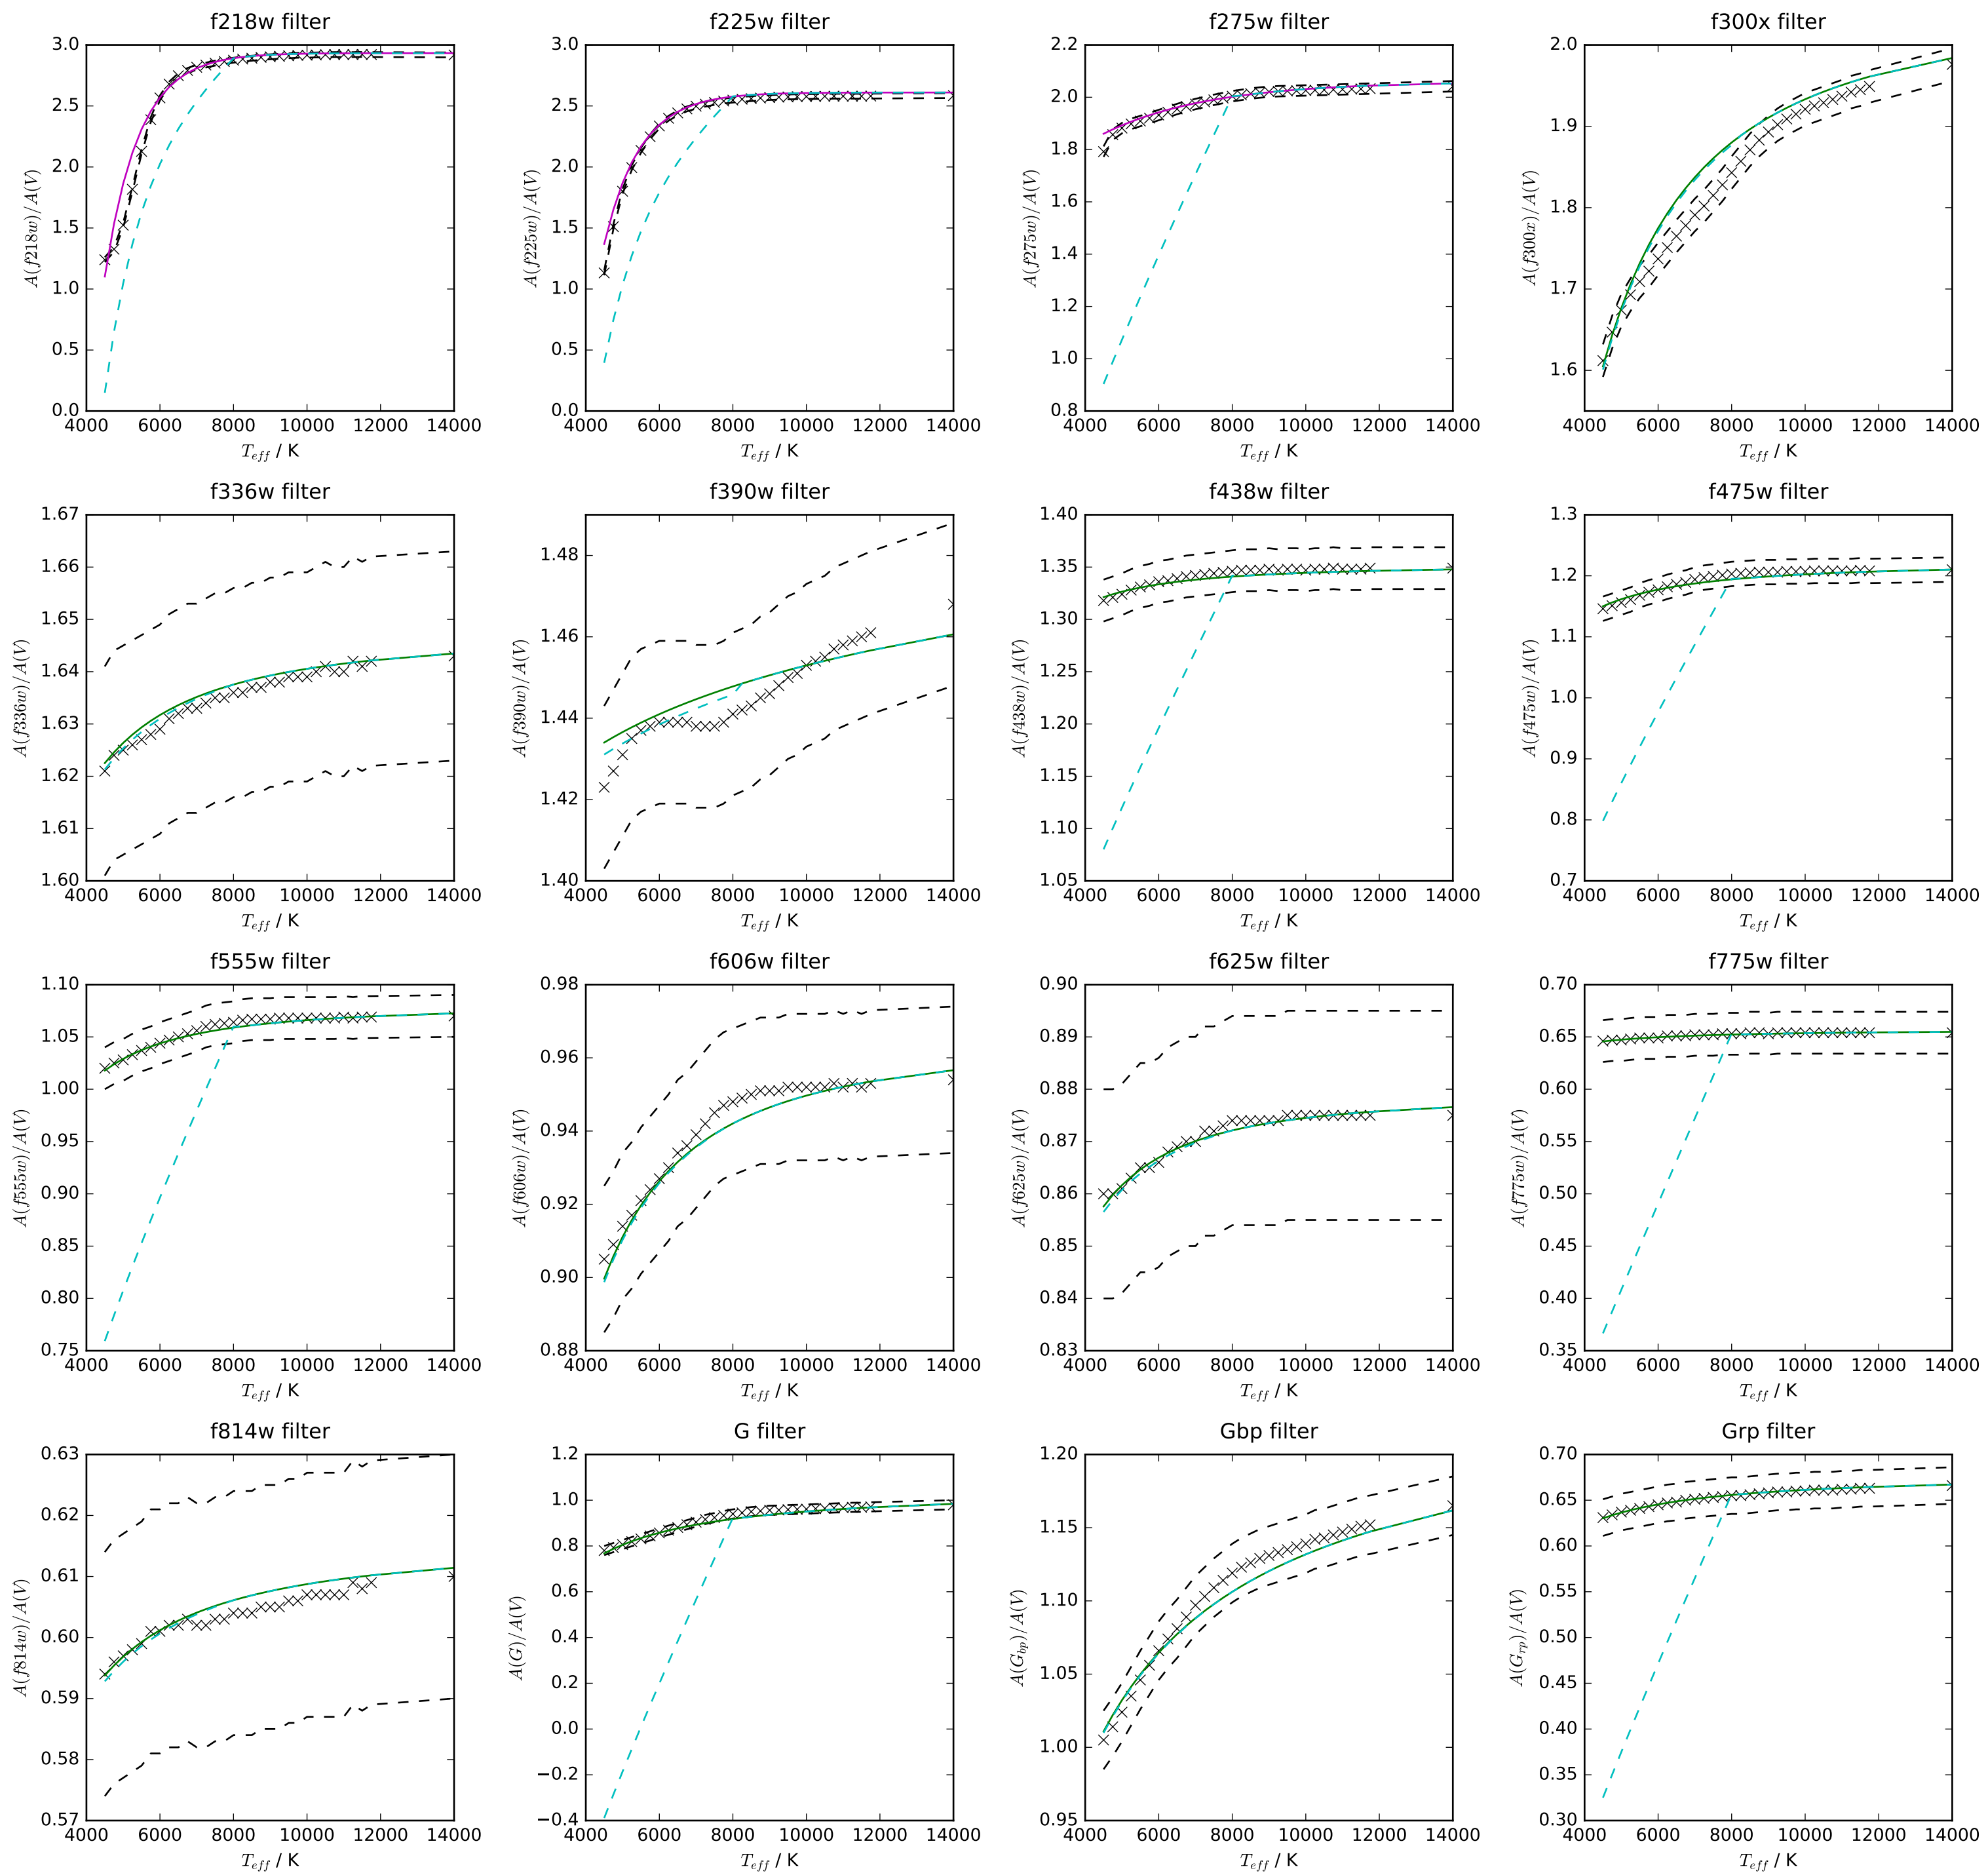 f218w filter
3.0
2.5
2.0
1.5
1.0
0.5
0.0
A(f218w)/A(V)
4000 6000 8000 10000 12000 14000
T_eff / K
f225w filter
3.0
2.5
2.0
1.5
1.0
0.5
0.0
A(f225w)/A(V)
4000 6000 8000 10000 12000 14000
T_eff / K
f275w filter
2.2
2.0
1.8
1.6
1.4
1.2
1.0
0.8
A(f275w)/A(V)
4000 6000 8000 10000 12000 14000
T_eff / K
f300x filter
2.0
1.9
1.8
1.7
1.6
A(f300x)/A(V)
4000 6000 8000 10000 12000 14000
T_eff / K
f336w filter
1.67
1.66
1.65
1.64
1.63
1.62
1.61
1.60
A(f336w)/A(V)
4000 6000 8000 10000 12000 14000
T_eff / K
f390w filter
1.48
1.46
1.44
1.42
1.40
A(f390w)/A(V)
4000 6000 8000 10000 12000 14000
T_eff / K
f438w filter
1.40
1.35
1.30
1.25
1.20
1.15
1.10
1.05
A(f438w)/A(V)
4000 6000 8000 10000 12000 14000
T_eff / K
f475w filter
1.3
1.2
1.1
1.0
0.9
0.8
0.7
A(f475w)/A(V)
4000 6000 8000 10000 12000 14000
T_eff / K
f555w filter
1.10
1.05
1.00
0.95
0.90
0.85
0.80
0.75
A(f555w)/A(V)
4000 6000 8000 10000 12000 14000
T_eff / K
f606w filter
0.98
0.96
0.94
0.92
0.90
0.88
A(f606w)/A(V)
4000 6000 8000 10000 12000 14000
T_eff / K
f625w filter
0.90
0.89
0.88
0.87
0.86
0.85
0.84
0.83
A(f625w)/A(V)
4000 6000 8000 10000 12000 14000
T_eff / K
f775w filter
0.70
0.65
0.60
0.55
0.50
0.45
0.40
0.35
A(f775w)/A(V)
4000 6000 8000 10000 12000 14000
T_eff / K
f814w filter
0.63
0.62
0.61
0.60
0.59
0.58
0.57
A(f814w)/A(V)
4000 6000 8000 10000 12000 14000
T_eff / K
G filter
1.2
1.0
0.8
0.6
0.4
0.2
0.0
−0.2
−0.4
A(G)/A(V)
4000 6000 8000 10000 12000 14000
T_eff / K
Gbp filter
1.20
1.15
1.10
1.05
1.00
0.95
A(G_bp)/A(V)
4000 6000 8000 10000 12000 14000
T_eff / K
Grp filter
0.70
0.65
0.60
0.55
0.50
0.45
0.40
0.35
0.30
A(G_rp)/A(V)
4000 6000 8000 10000 12000 14000
T_eff / K